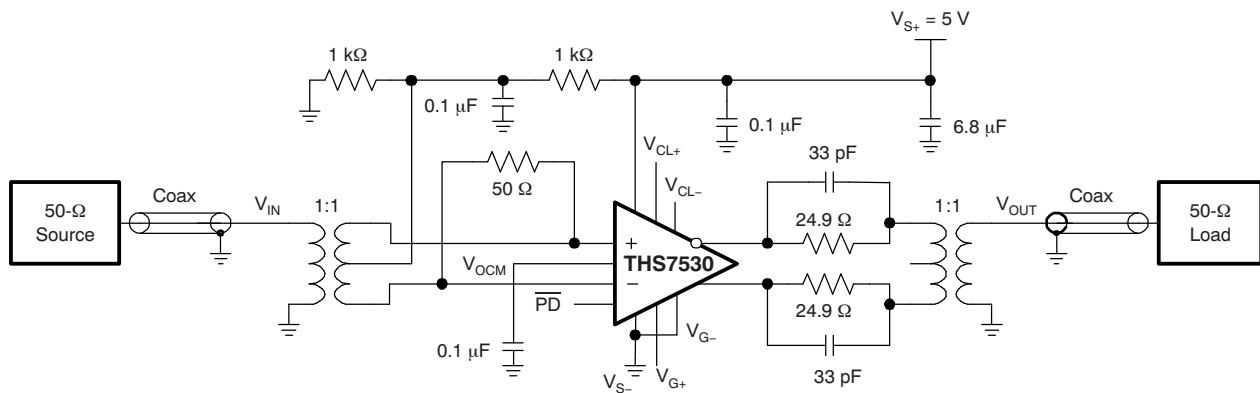 V_S+ = 5 V
1 kΩ
1 kΩ
0.1 μF
0.1 μF
6.8 μF
V_CL+
33 pF
50 Ω
V_CL−
50-Ω
Source
Coax
V_IN
1:1
24.9 Ω
1:1
V_OUT
Coax
50-Ω
Load
+
THS7530
V_OCM
−
P̅D̅
24.9 Ω
0.1 μF
V_G−
V_S−
V_G+
33 pF